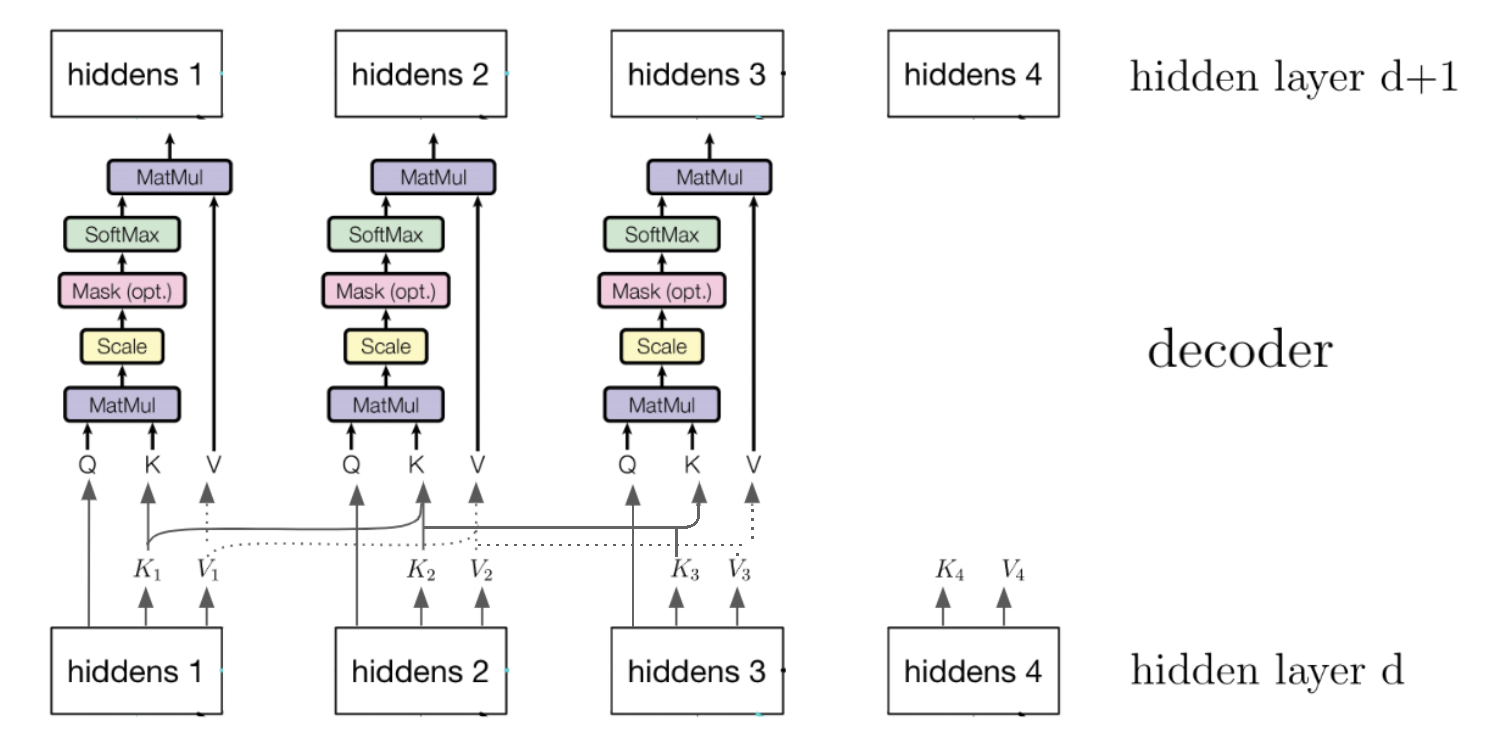 hiddens 1 hiddens 2 hiddens 3 hiddens 4 hidden layer d+1
MatMul MatMul MatMul
SoftMax SoftMax SoftMax
Mask (opt.) Mask (opt.) Mask (opt.)
Scale Scale Scale decoder
MatMul MatMul MatMul
Q K V Q K V Q K V
K₁ V₁ K₂ V₂ K₃ V₃ K₄ V₄
hiddens 1 hiddens 2 hiddens 3 hiddens 4 hidden layer d